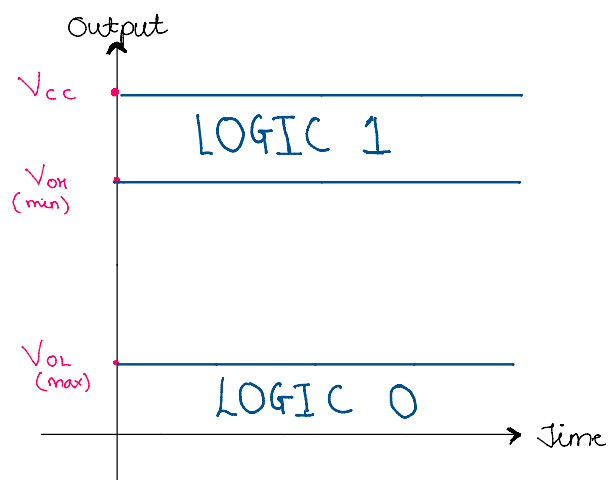 Output
VCC
LOGIC 1
VOH
(min)
VOL
(max)
LOGIC 0
Time